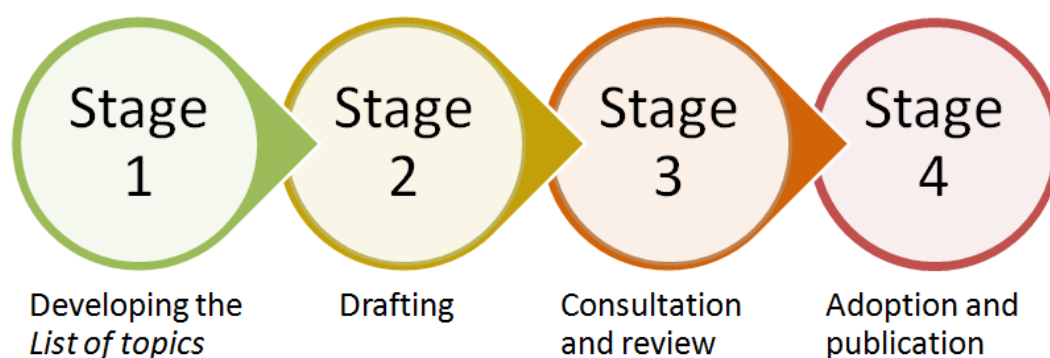 Stage
1
Stage
2
Stage
3
Stage
4
Developing the
List of topics
Drafting
Consultation
and review
Adoption and
publication